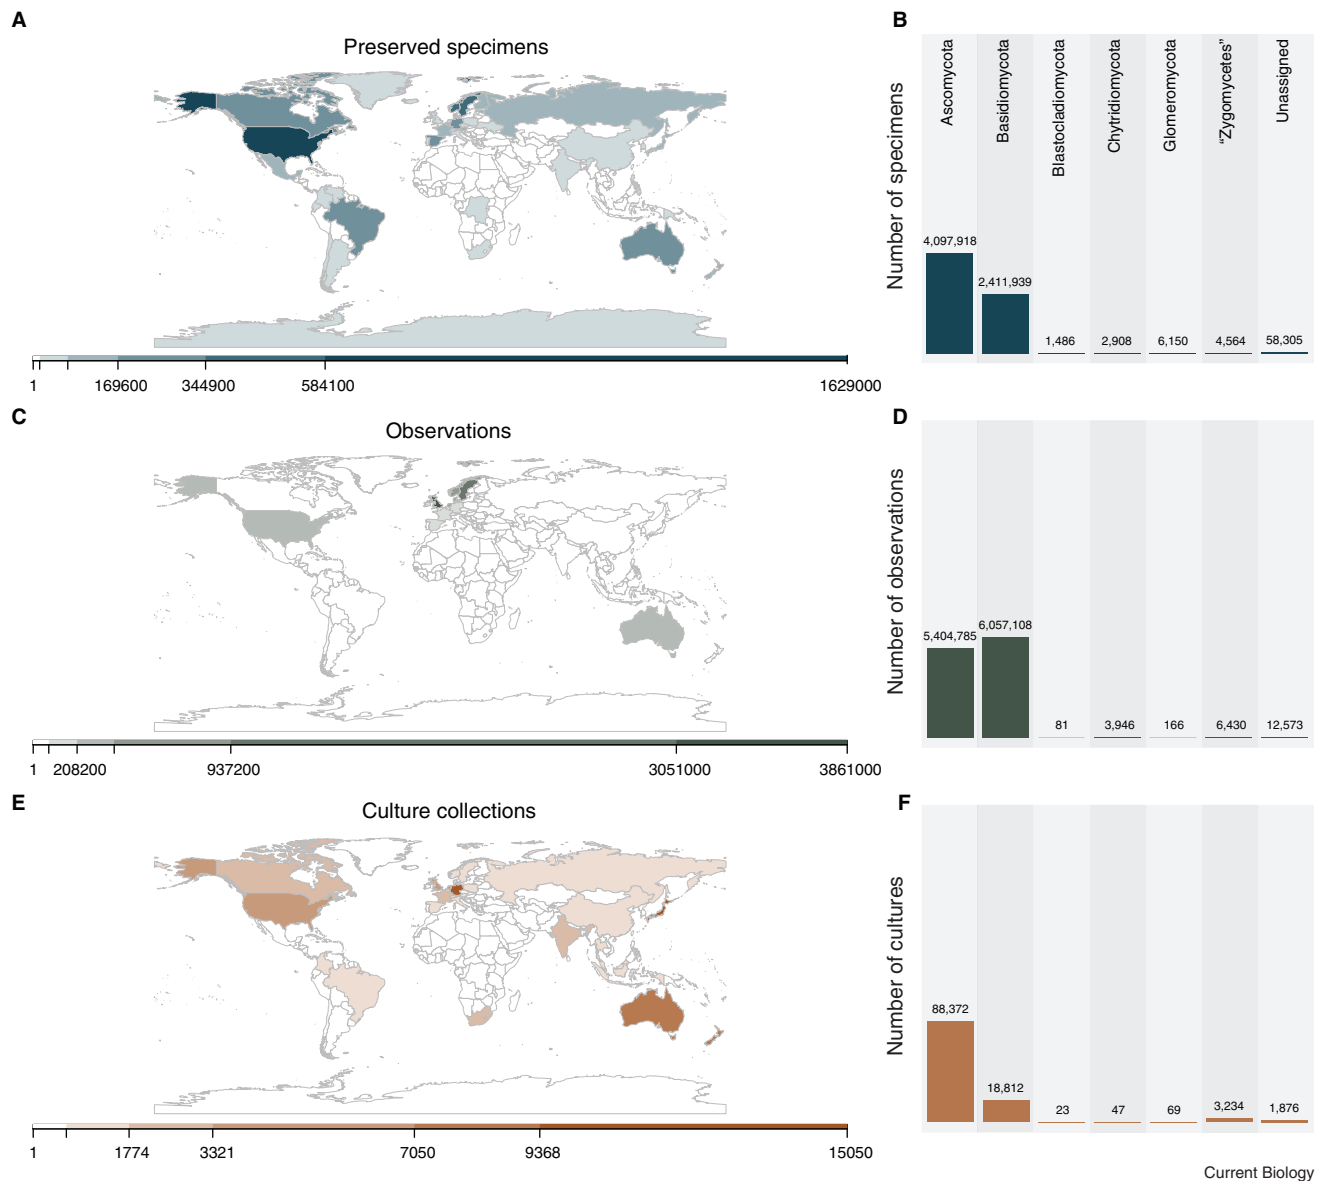 A
Preserved specimens
1 169600 344900 584100 1629000
B
Number of specimens
Ascomycota
Basidiomycota
Blastocladiomycota
Chytridiomycota
Glomeromycota
“Zygomycetes”
Unassigned
4,097,918
2,411,939
1,486
2,908
6,150
4,564
58,305
C
Observations
1 208200 937200 3051000 3861000
D
Number of observations
5,404,785
6,057,108
81
3,946
166
6,430
12,573
E
Culture collections
1 1774 3321 7050 9368 15050
F
Number of cultures
88,372
18,812
23
47
69
3,234
1,876
Current Biology